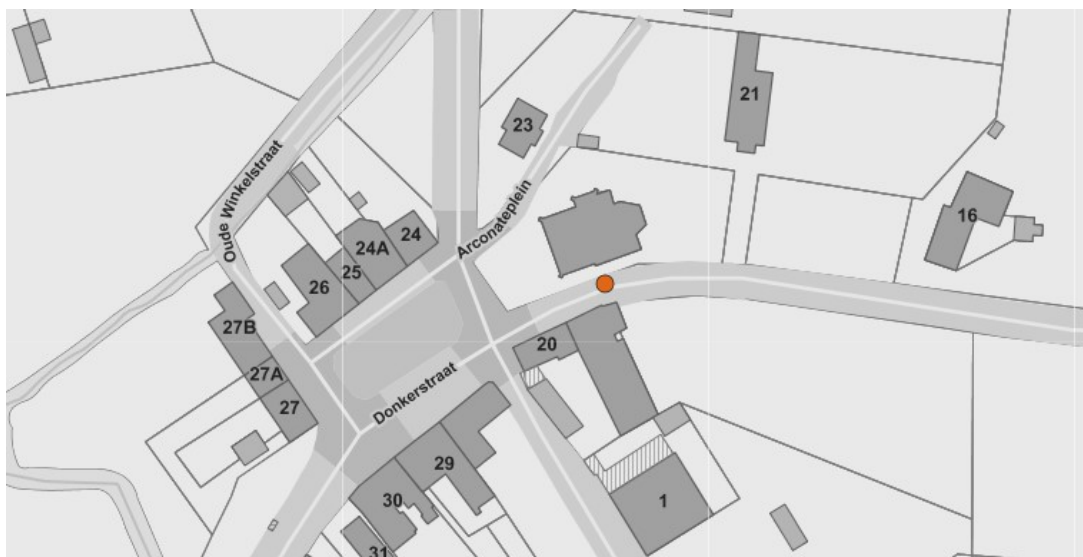 21
23
Oude Winkelstraat
Arconateplein
16
24
24A
25
26
27B
20
27A
Donkerstraat
27
29
30
1
31